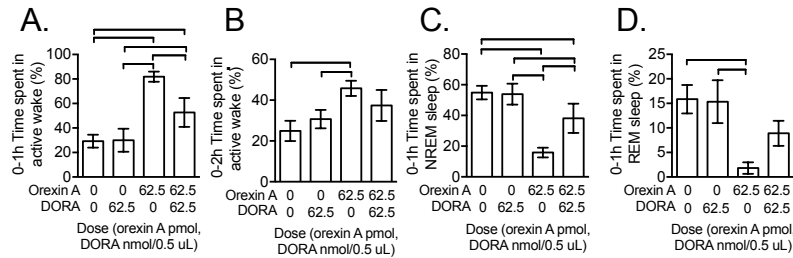 A.
0-1h Time spent in
active wake (%)
100
80
60
40
20
0
Orexin A 0 0 62.5 62.5
DORA 0 62.5 0 62.5
Dose (orexin A pmol,
DORA nmol/0.5 uL)
B.
0-2h Time spent in
active wake (%)
60
40
20
0
Orexin A 0 0 62.5 62.5
DORA 0 62.5 0 62.5
Dose (orexin A pmol,
DORA nmol/0.5 uL)
C.
0-1h Time spent in
NREM sleep (%)
80
60
40
20
0
Orexin A 0 0 62.5 62.5
DORA 0 62.5 0 62.5
Dose (orexin A pmol,
DORA nmol/0.5 uL)
D.
0-1h Time spent in
REM sleep (%)
25
20
15
10
5
0
Orexin A 0 0 62.5 62.5
DORA 0 62.5 0 62.5
Dose (orexin A pmol
DORA nmol/0.5 uL)